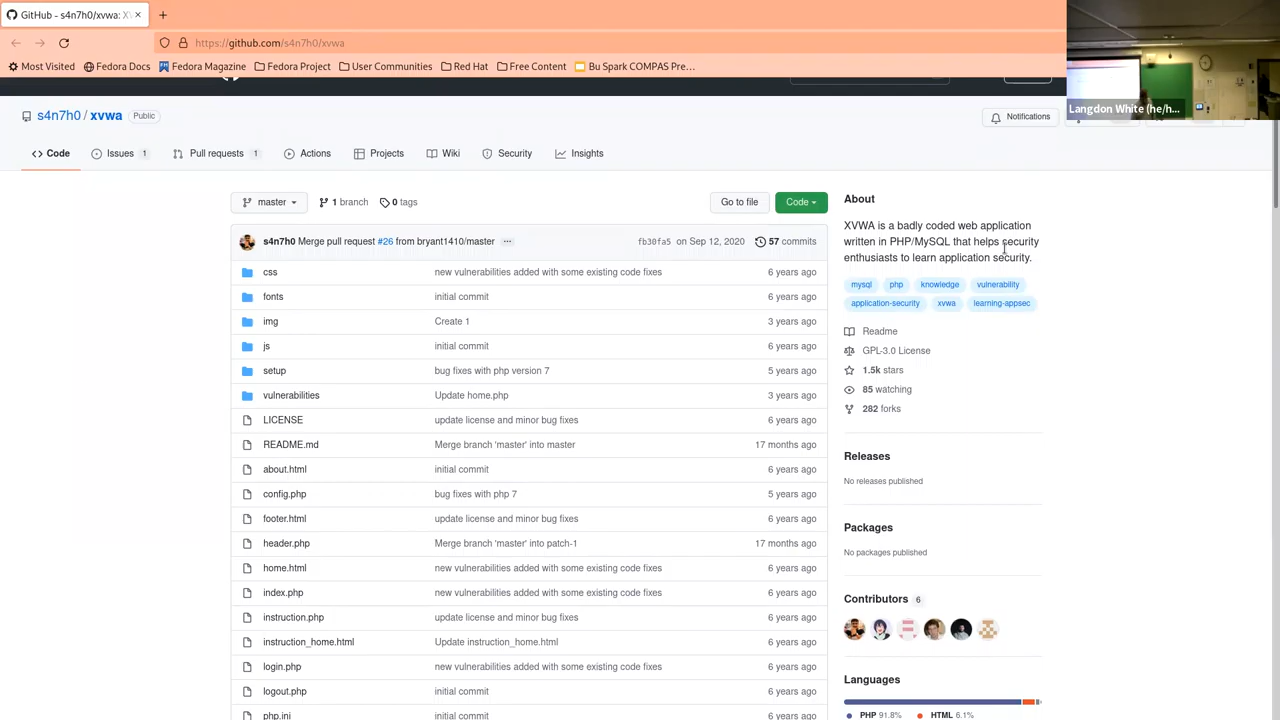 GitHub - s4n7h0/xvwa: XV
https://github.com/s4n7h0/xvwa
Most Visited Fedora Docs Fedora Magazine Fedora Project User Communities Red Hat Free Content Bu Spark COMPAS Pre…
Langdon White (he/h...
s4n7h0 / xvwa Public
Notifications
Code Issues 1 Pull requests 1 Actions Projects Wiki Security Insights
master 1 branch 0 tags Go to file Code
s4n7h0 Merge pull request #26 from bryant1410/master ... fb30fa5 on Sep 12, 2020 57 commits
css new vulnerabilities added with some existing code fixes 6 years ago
fonts initial commit 6 years ago
img Create 1 3 years ago
js initial commit 6 years ago
setup bug fixes with php version 7 5 years ago
vulnerabilities Update home.php 3 years ago
LICENSE update license and minor bug fixes 6 years ago
README.md Merge branch 'master' into master 17 months ago
about.html initial commit 6 years ago
config.php bug fixes with php 7 5 years ago
footer.html update license and minor bug fixes 6 years ago
header.php Merge branch 'master' into patch-1 17 months ago
home.html new vulnerabilities added with some existing code fixes 6 years ago
index.php new vulnerabilities added with some existing code fixes 6 years ago
instruction.php update license and minor bug fixes 6 years ago
instruction_home.html Update instruction_home.html 6 years ago
login.php new vulnerabilities added with some existing code fixes 6 years ago
logout.php initial commit 6 years ago
php.ini initial commit 6 years ago
About
XVWA is a badly coded web application
written in PHP/MySQL that helps security
enthusiasts to learn application security.
mysql php knowledge vulnerability
application-security xvwa learning-appsec
Readme
GPL-3.0 License
1.5k stars
85 watching
282 forks
Releases
No releases published
Packages
No packages published
Contributors 6
Languages
PHP 91.8% HTML 6.1%